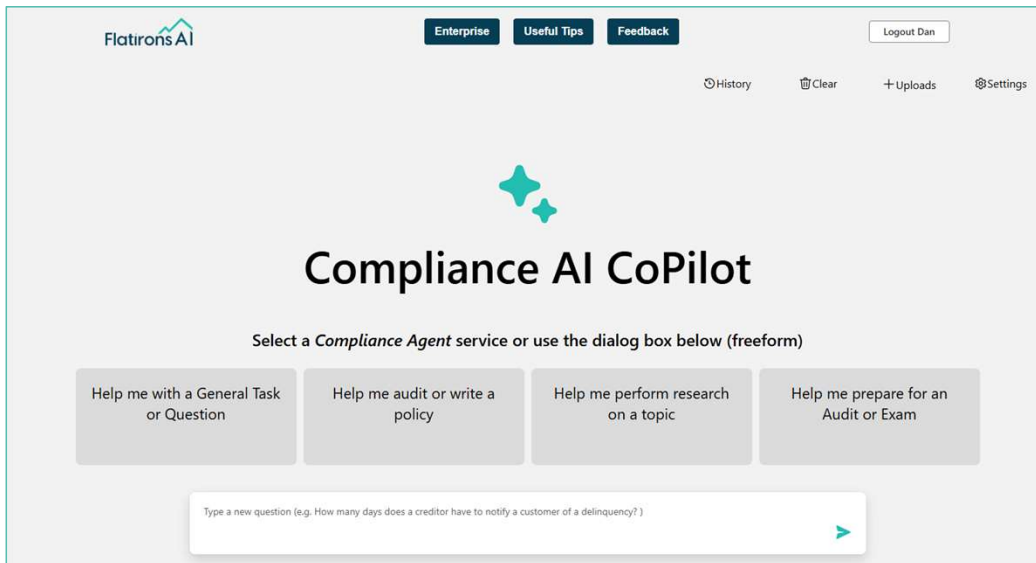 Flatirons AI
Enterprise
Useful Tips
Feedback
Logout Dan
History
Clear
Uploads
Settings
Compliance AI CoPilot
Select a Compliance Agent service or use the dialog box below (freeform)
Help me with a General Task
or Question
Help me audit or write a
policy
Help me perform research
on a topic
Help me prepare for an
Audit or Exam
Type a new question (e.g. How many days does a creditor have to notify a customer of a delinquency? )